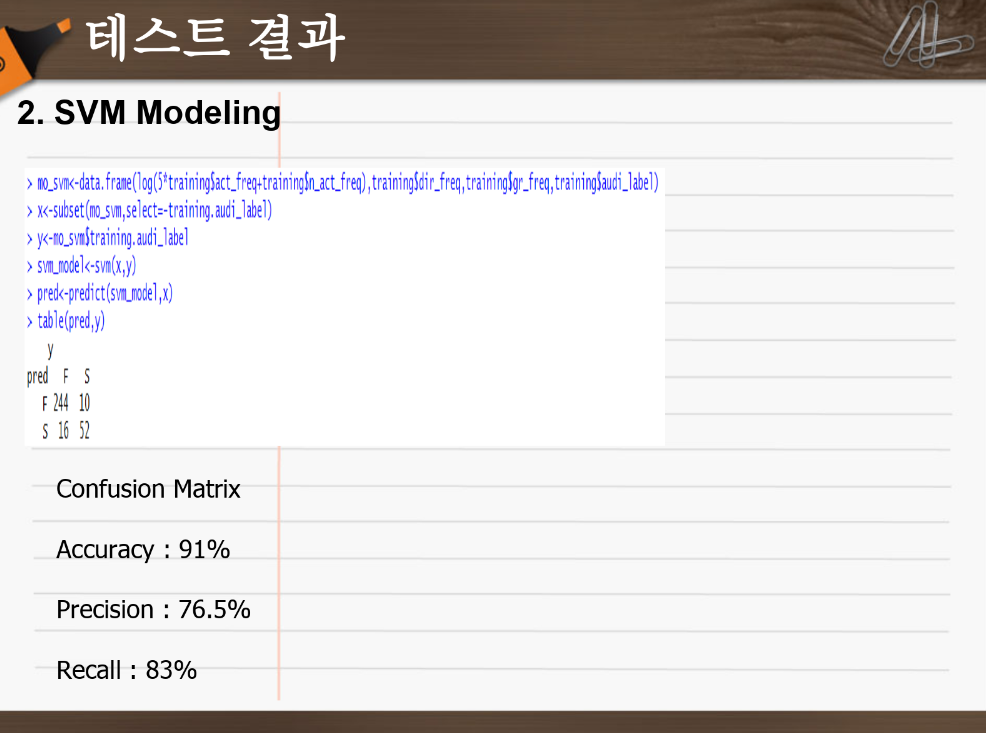 테스트 결과
2. SVM Modeling
> mo_svm<-data.frame(log(5*training$act_freq+training$n_act_freq),training$dir_freq,training$gr_freq,training$audi_label)
> x<-subset(mo_svm,select=-training.audi_label)
> y<-mo_svm$training.audi_label
> svm_model<-svm(x,y)
> pred<-predict(svm_model,x)
> table(pred,y)
y
pred F S
F 244 10
S 16 52
Confusion Matrix
Accuracy : 91%
Precision : 76.5%
Recall : 83%